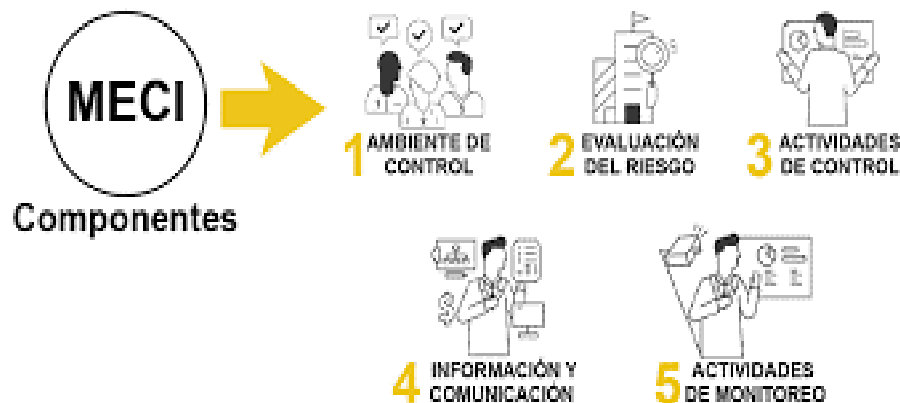 MECI
Componentes
1 AMBIENTE DE
CONTROL
2 EVALUACIÓN
DEL RIESGO
3 ACTIVIDADES
DE CONTROL
4 INFORMACIÓN Y
COMUNICACIÓN
5 ACTIVIDADES
DE MONITOREO